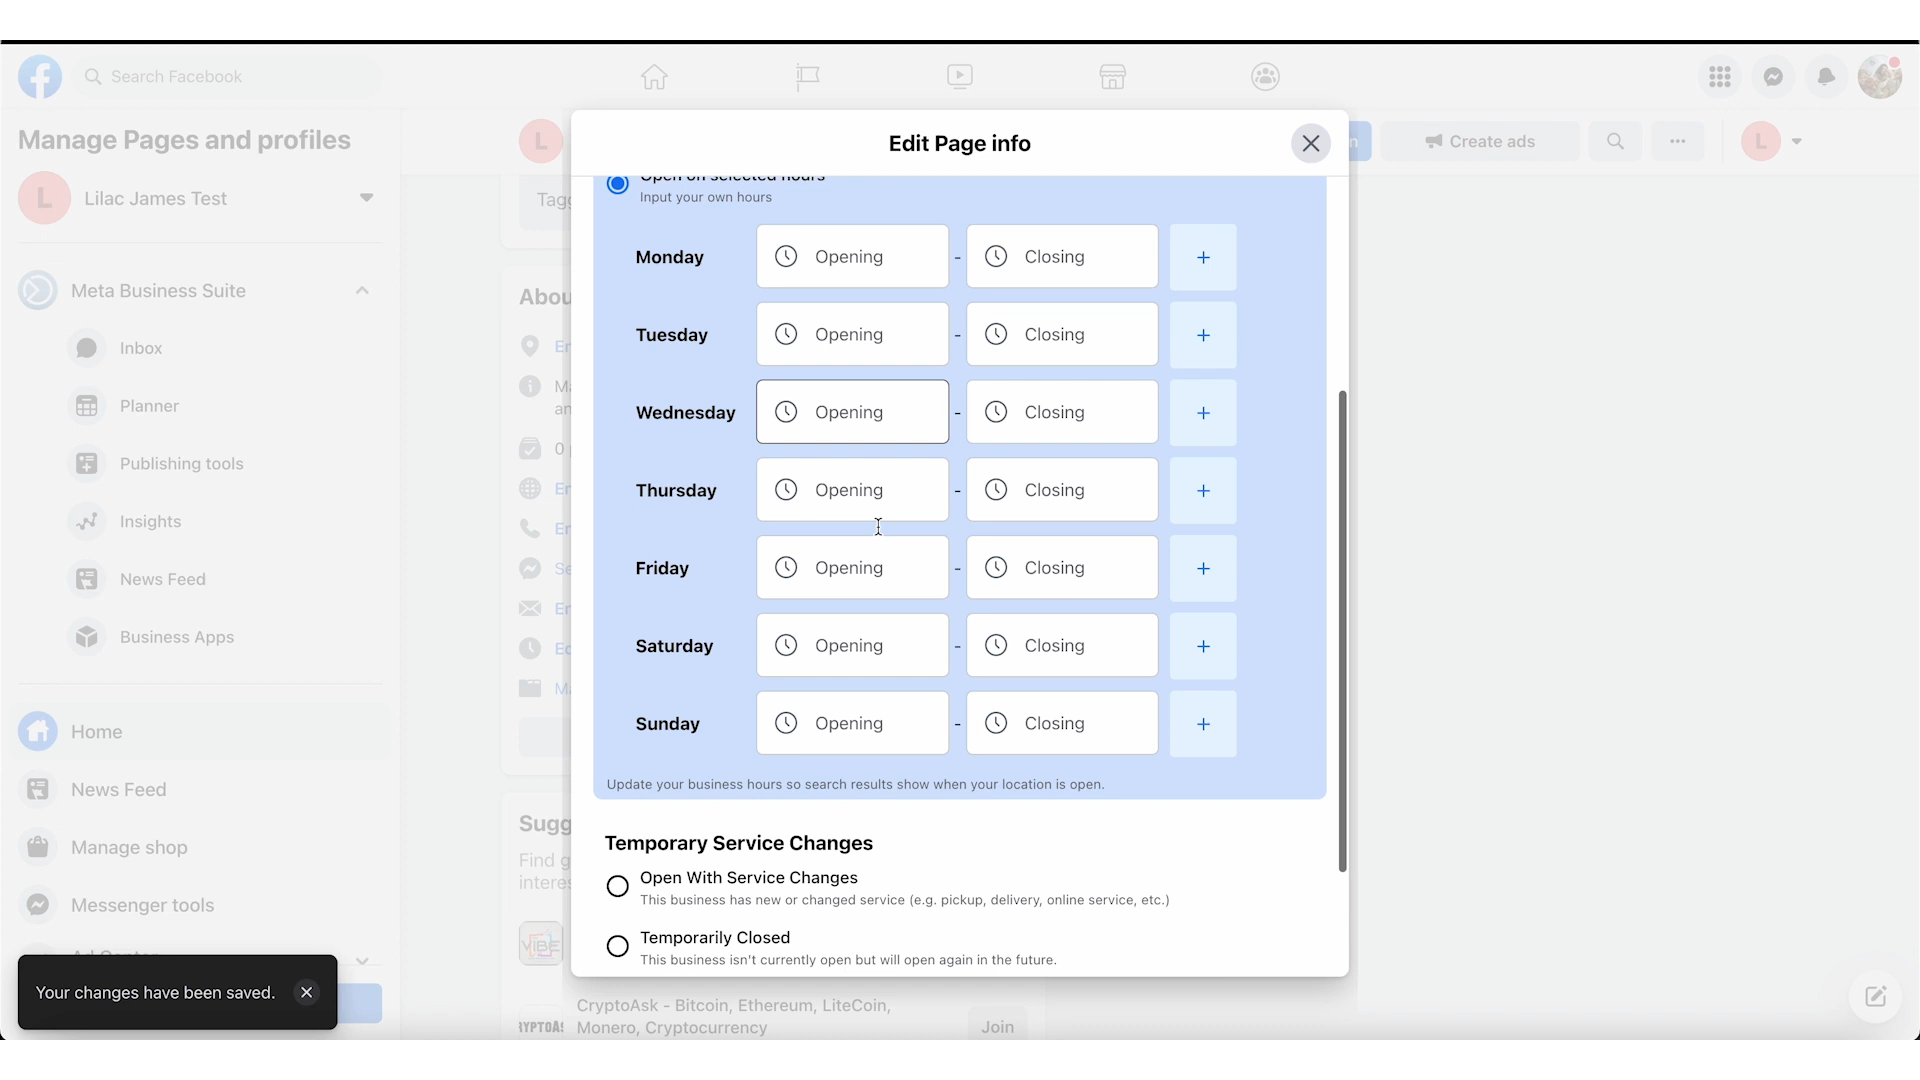 Search Facebook
Manage Pages and profiles
L
Lilac James Test
Meta Business Suite
Inbox
Planner
Publishing tools
Insights
News Feed
Business Apps
Home
News Feed
Manage shop
Messenger tools
Your changes have been saved.
L
Create ads
L
Edit Page info
Open on selected hours
Input your own hours
Monday Opening - Closing +
Tuesday Opening - Closing +
Wednesday Opening - Closing +
Thursday Opening - Closing +
Friday Opening - Closing +
Saturday Opening - Closing +
Sunday Opening - Closing +
Update your business hours so search results show when your location is open.
Temporary Service Changes
Open With Service Changes
This business has new or changed service (e.g. pickup, delivery, online service, etc.)
Temporarily Closed
This business isn't currently open but will open again in the future.
VIBE
CryptoAsk - Bitcoin, Ethereum, LiteCoin,
Monero, Cryptocurrency
Join